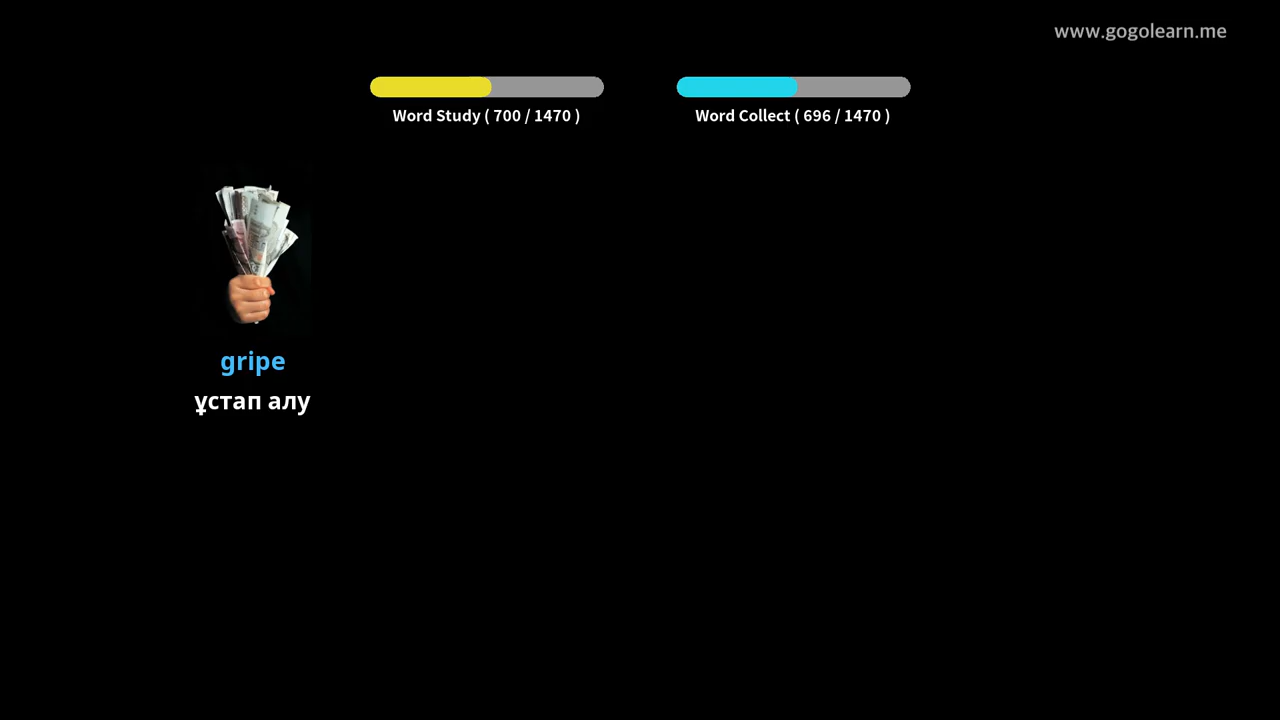 www.gogolearn.me
Word Study ( 700 / 1470 )
Word Collect ( 696 / 1470 )
gripe
ұстап алу